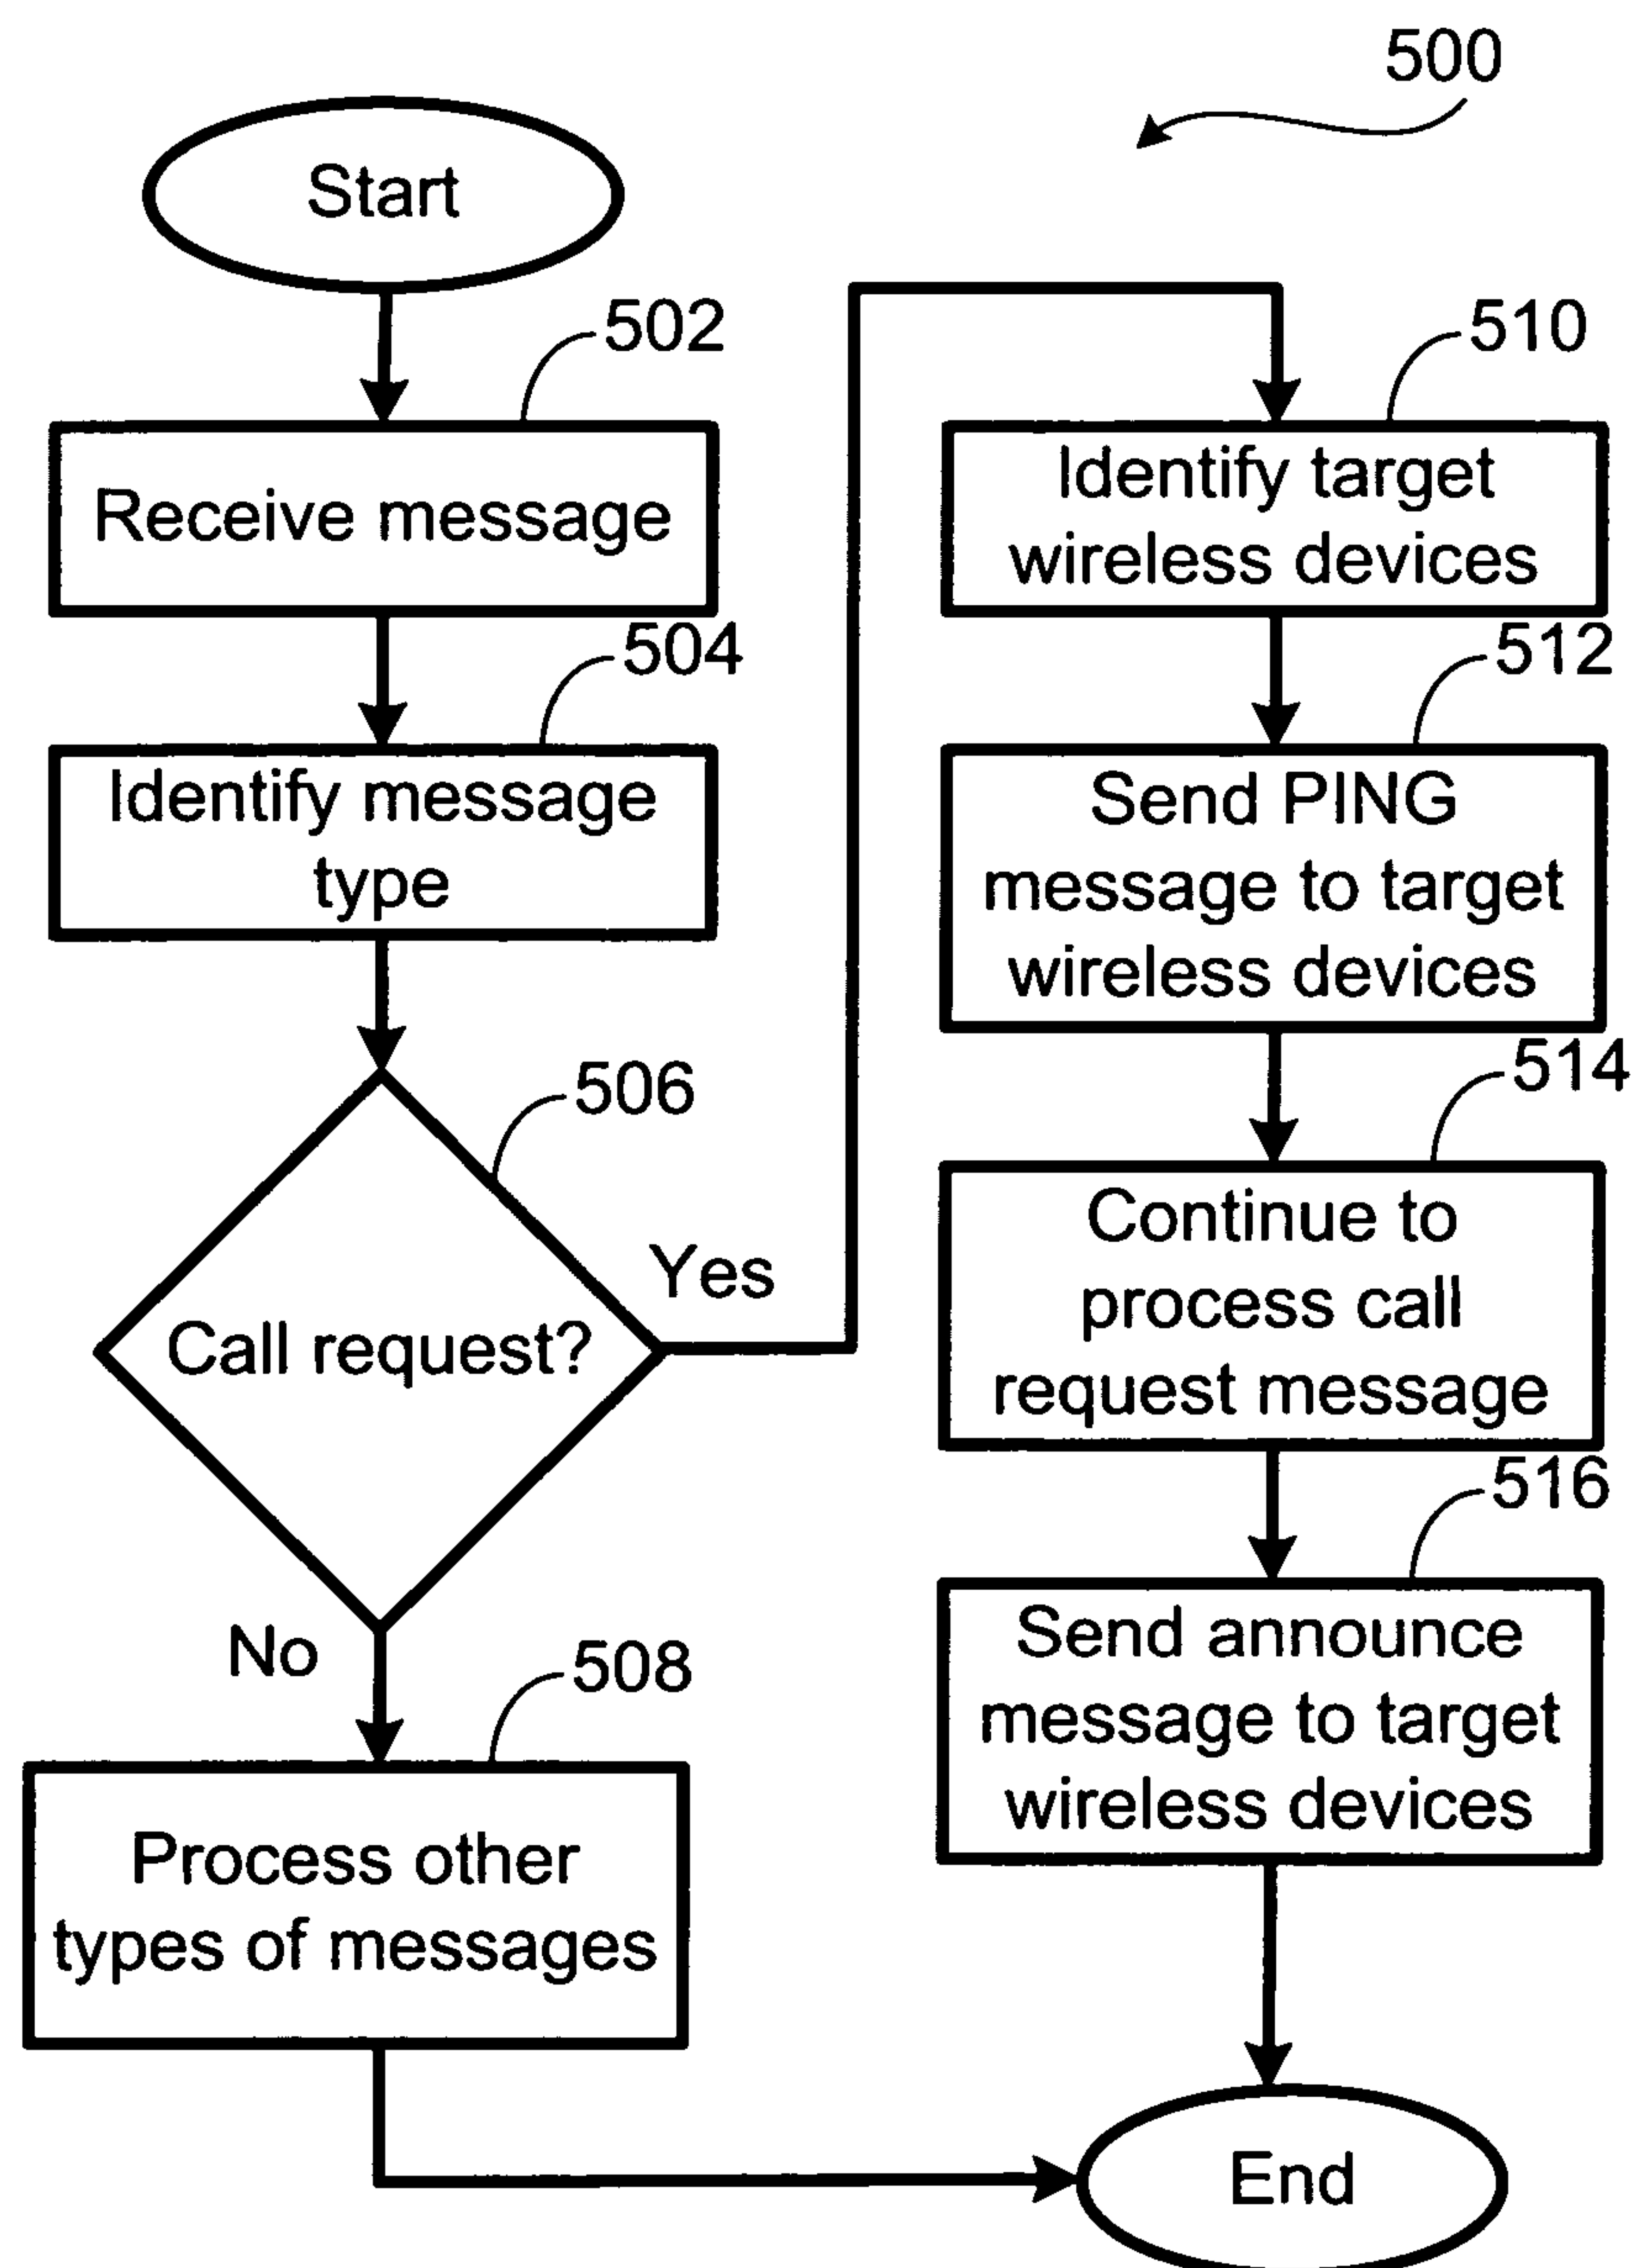 500
Start
502
Receive message
504
Identify message
type
506
Call request?
Yes
No
508
Process other
types of messages
510
Identify target
wireless devices
512
Send PING
message to target
wireless devices
514
Continue to
process call
request message
516
Send announce
message to target
wireless devices
End